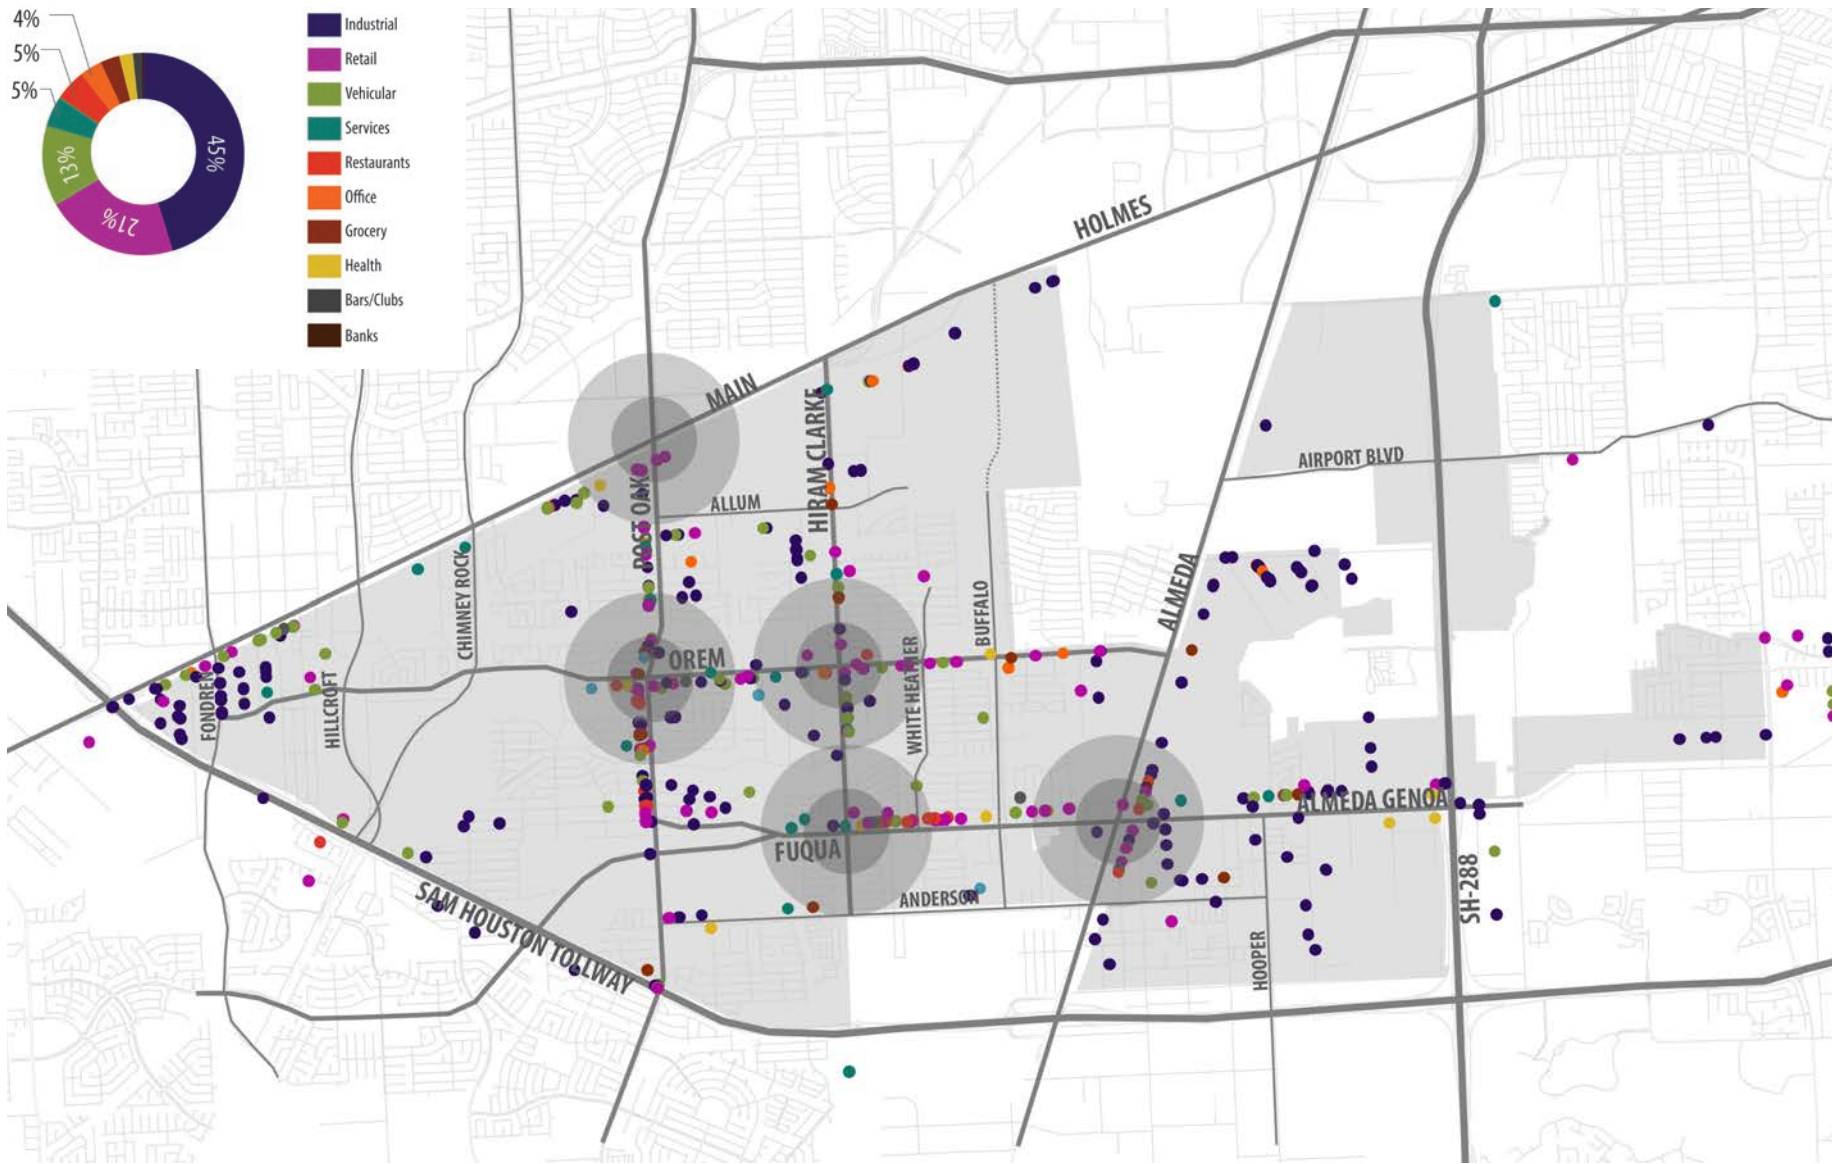 4%
5%
5%
45%
13%
21%
Industrial
Retail
Vehicular
Services
Restaurants
Office
Grocery
Health
Bars/Clubs
Banks
HOLMES
MAIN
HIRAM CLARKE
AIRPORT BLVD
POST OAK
ALLUM
CHIMNEY ROCK
ALMEDA
BUFFALO
OREM
WHITE HEATHER
FONDREN
HILLCROFT
ALMEDA GENOA
FUQUA
SH-288
SAM HOUSTON TOLLWAY
ANDERSON
HOOPER